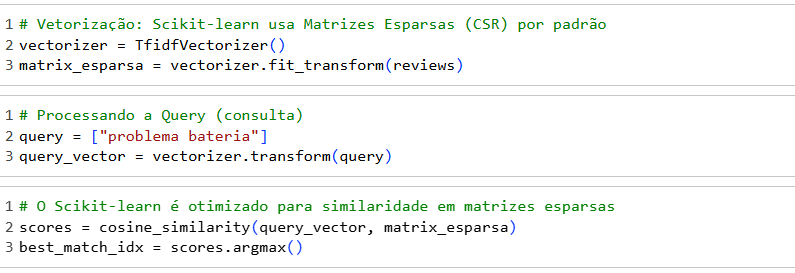 1 # Vetorização: Scikit-learn usa Matrizes Esparsas (CSR) por padrão
2 vectorizer = TfidfVectorizer()
3 matrix_esparsa = vectorizer.fit_transform(reviews)
1 # Processando a Query (consulta)
2 query = ["problema bateria"]
3 query_vector = vectorizer.transform(query)
1 # O Scikit-learn é otimizado para similaridade em matrizes esparsas
2 scores = cosine_similarity(query_vector, matrix_esparsa)
3 best_match_idx = scores.argmax()